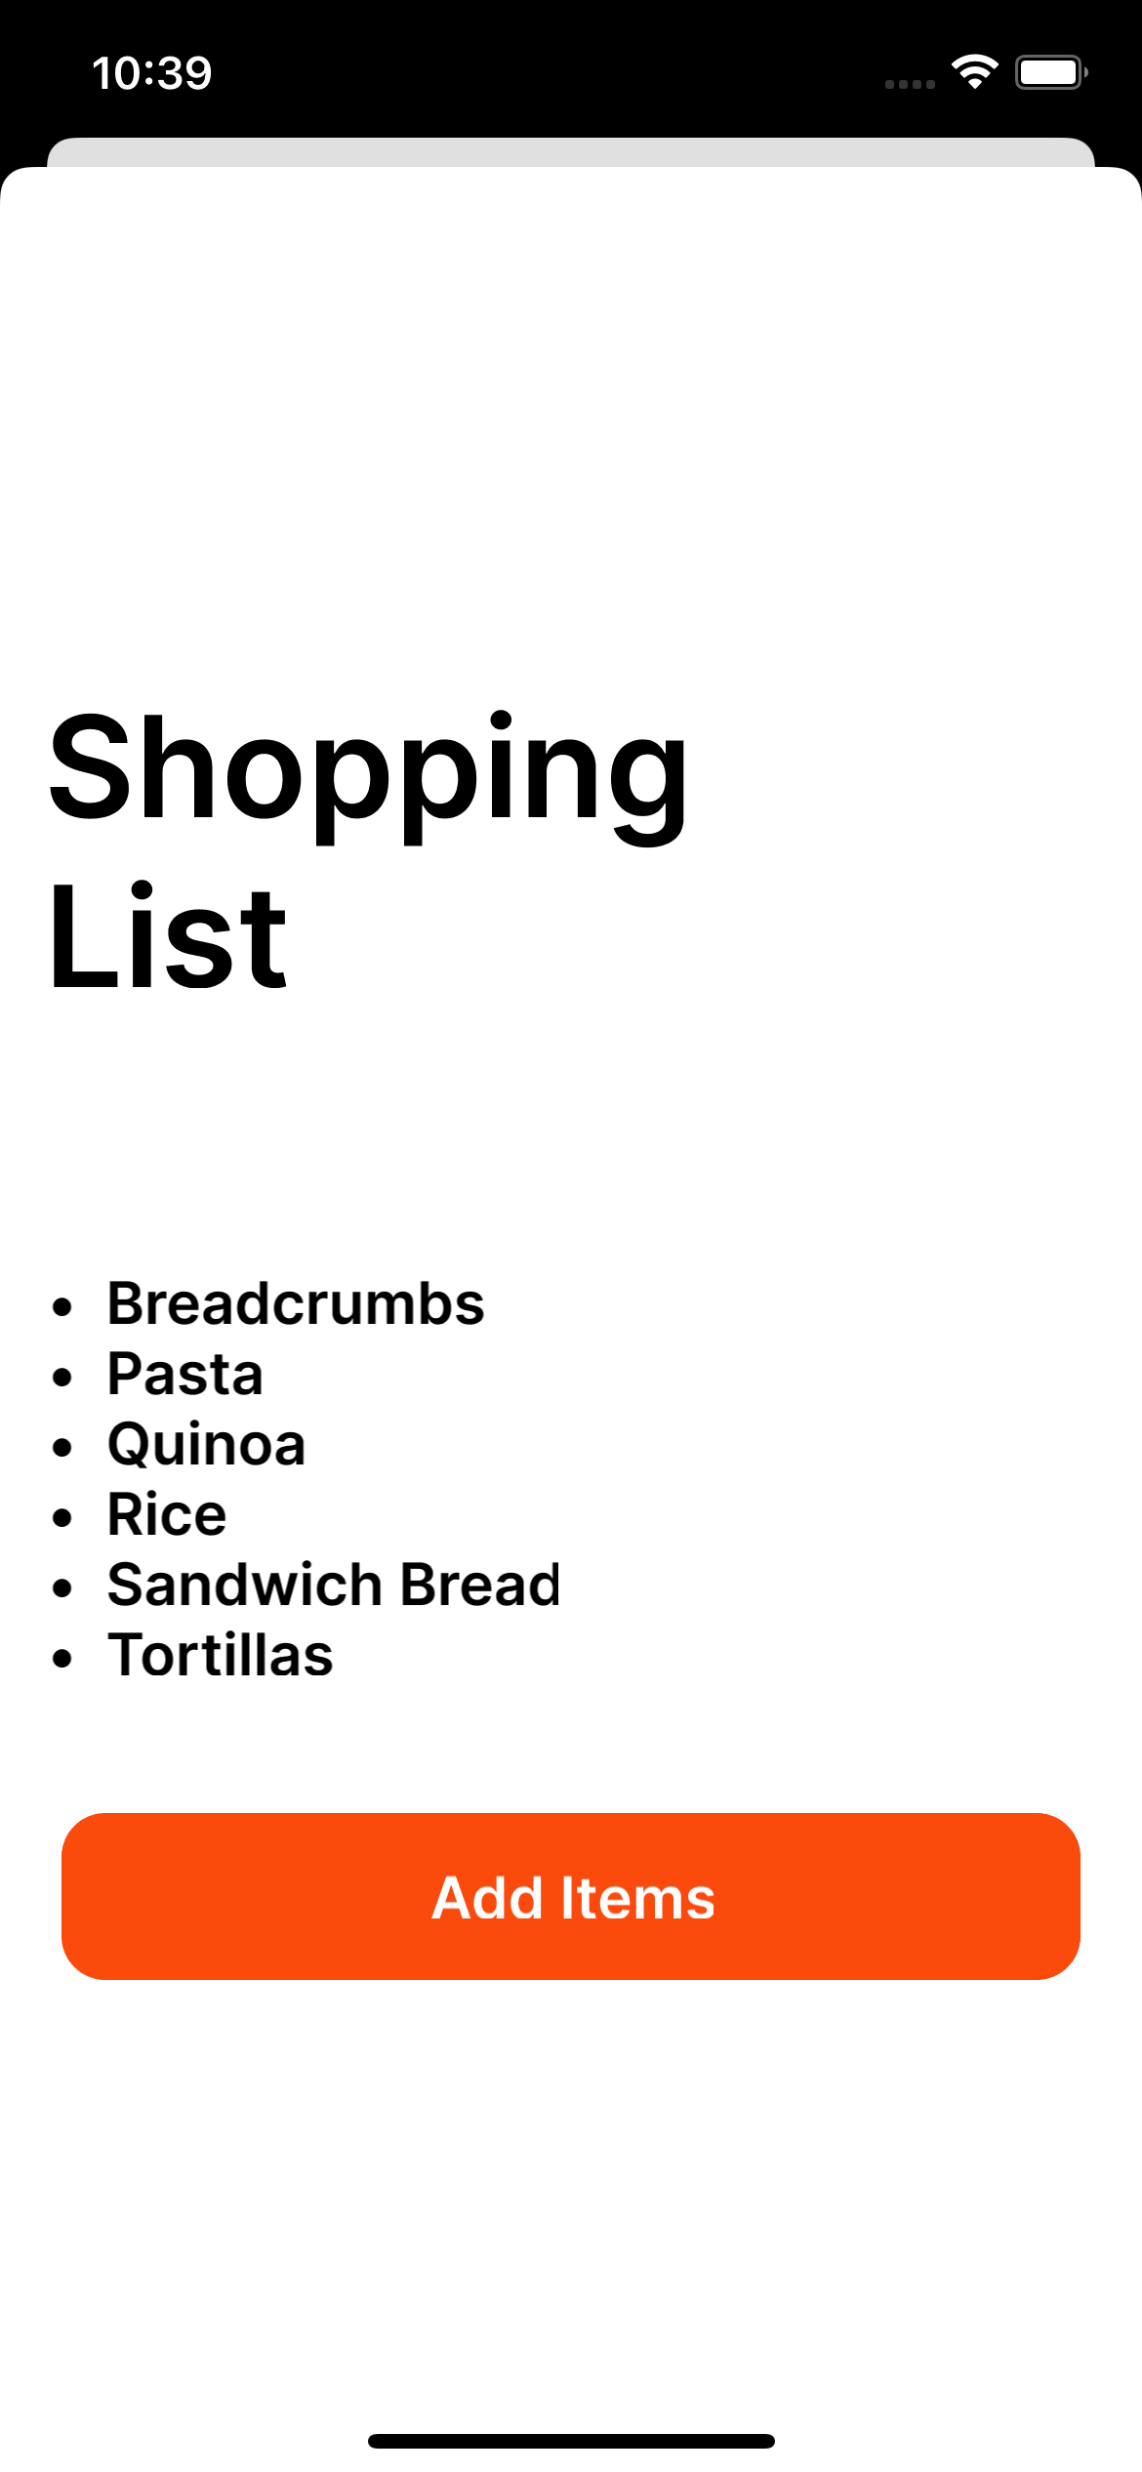 10:39
Shopping
List
• Breadcrumbs
• Pasta
• Quinoa
• Rice
• Sandwich Bread
• Tortillas
Add Items